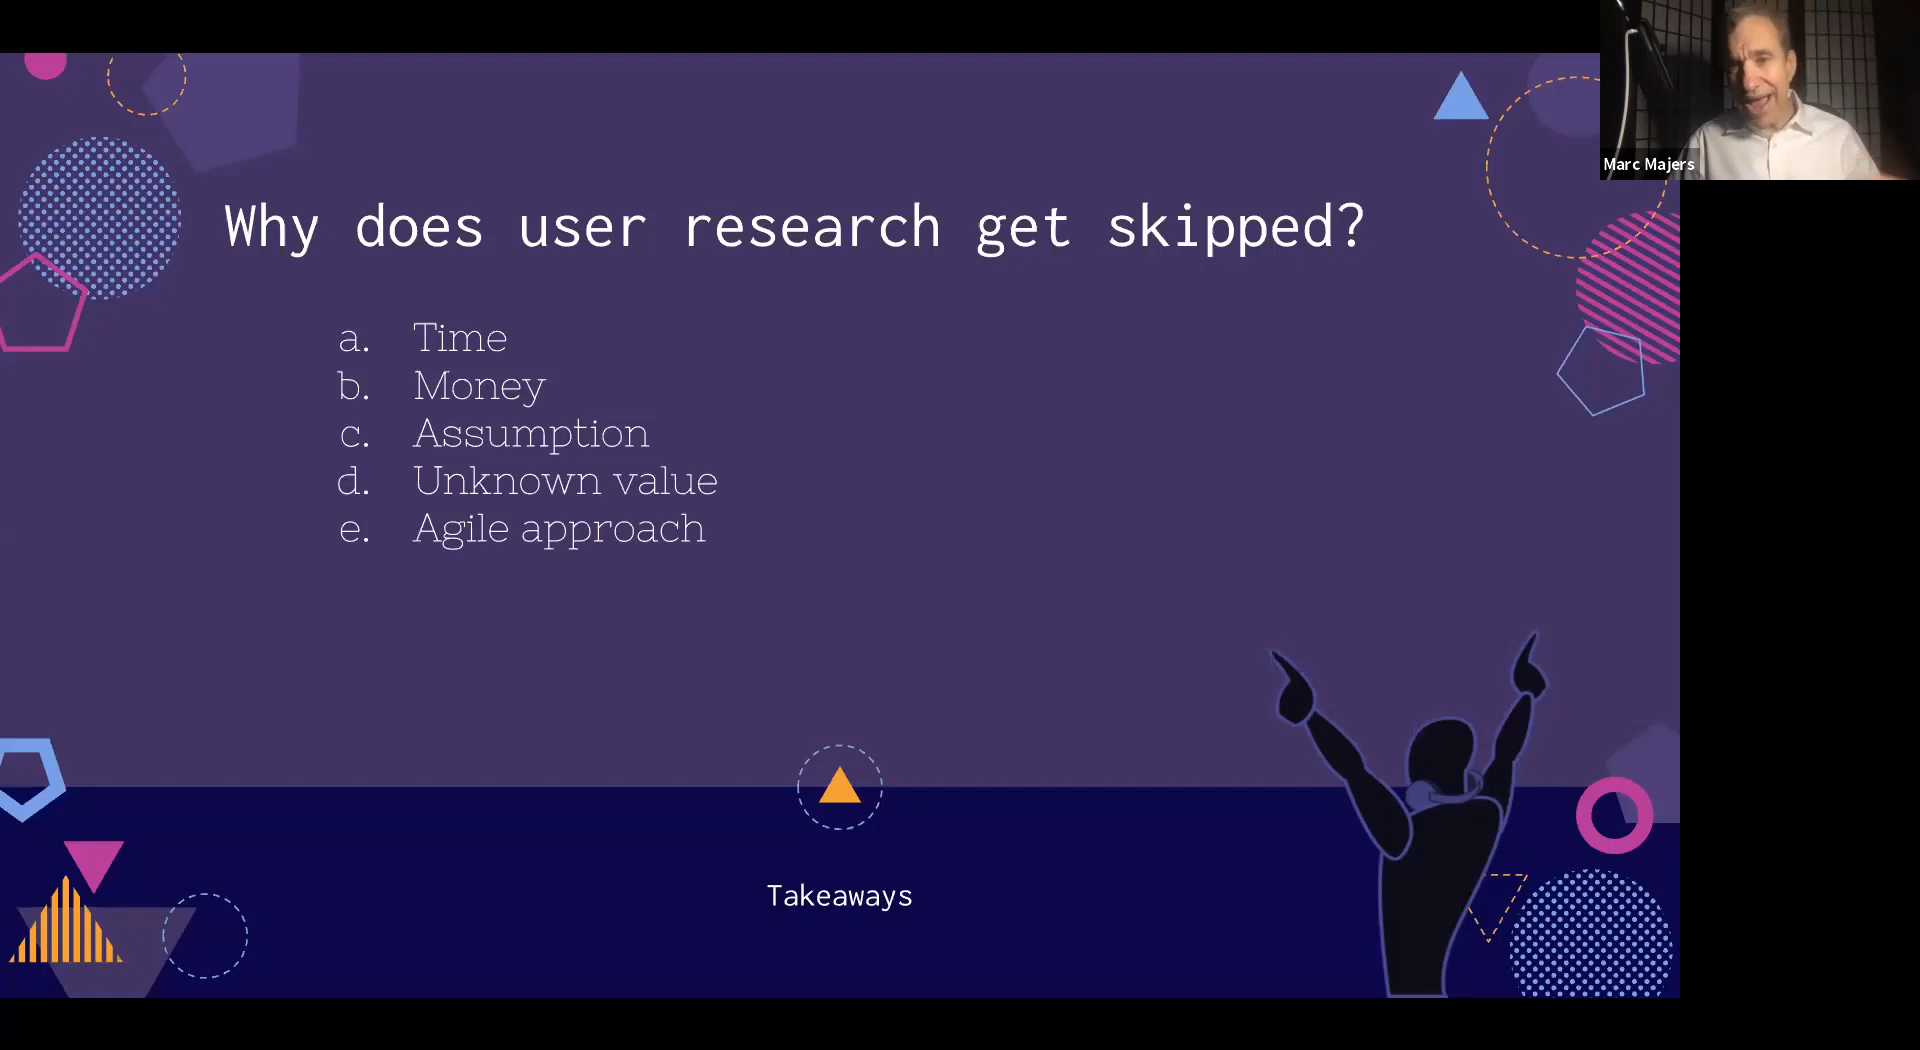 Marc Majers
Why does user research get skipped?
a. Time
b. Money
c. Assumption
d. Unknown value
e. Agile approach
Takeaways